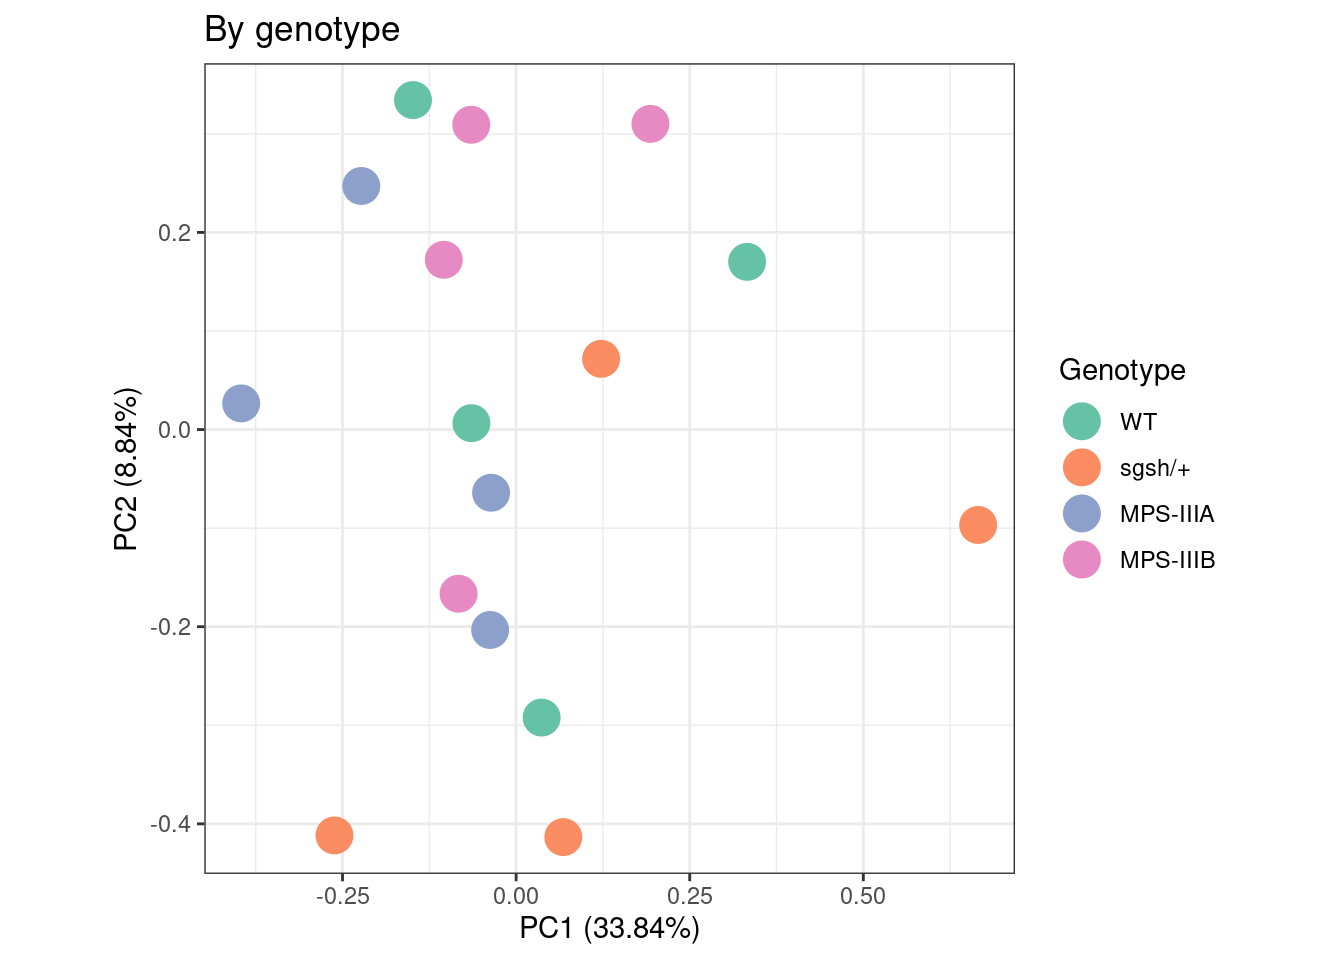 By genotype
PC2 (8.84%)
0.2
0.0
-0.2
-0.4
-0.25
0.00
0.25
0.50
PC1 (33.84%)
Genotype
WT
sgsh/+
MPS-IIIA
MPS-IIIB